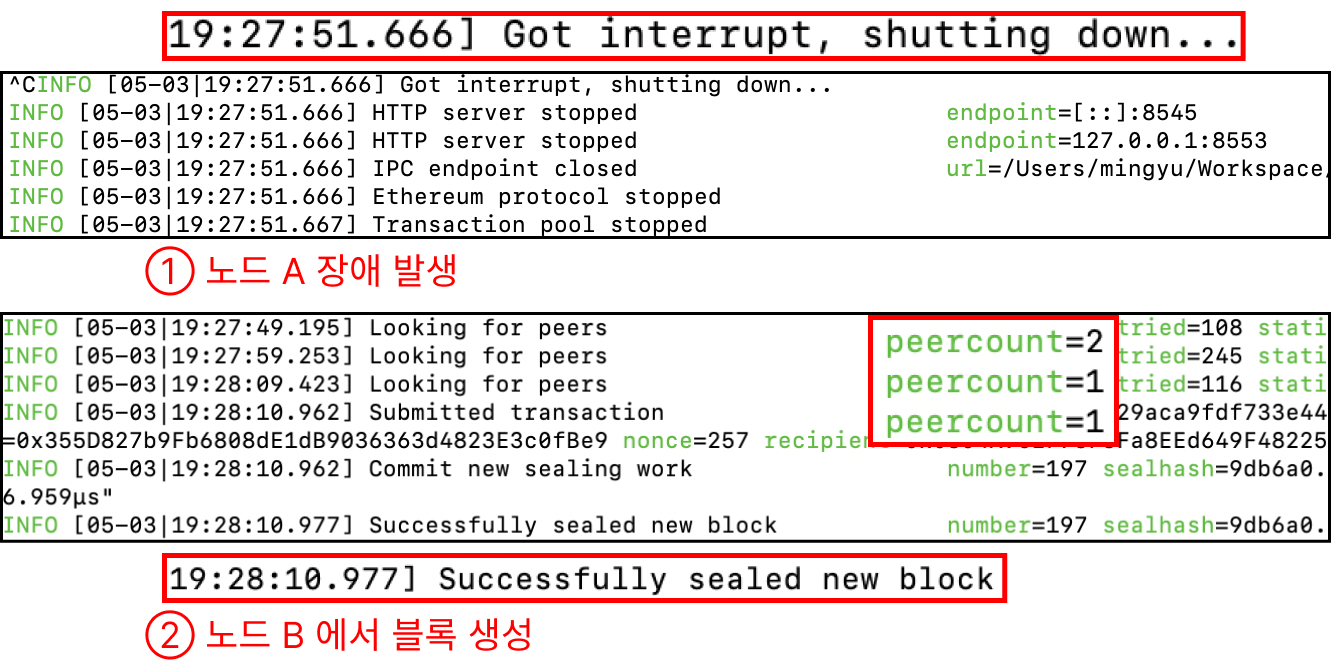 19:27:51.666] Got interrupt, shutting down...
^CINFO [05-03|19:27:51.666] Got interrupt, shutting down...
INFO [05-03|19:27:51.666] HTTP server stopped endpoint=[::]:8545
INFO [05-03|19:27:51.666] HTTP server stopped endpoint=127.0.0.1:8553
INFO [05-03|19:27:51.666] IPC endpoint closed url=/Users/mingyu/Workspace/
INFO [05-03|19:27:51.666] Ethereum protocol stopped
INFO [05-03|19:27:51.667] Transaction pool stopped
① 노드 A 장애 발생
INFO [05-03|19:27:49.195] Looking for peers peercount=2 tried=108 stati
INFO [05-03|19:27:59.253] Looking for peers peercount=1 tried=245 stati
INFO [05-03|19:28:09.423] Looking for peers peercount=1 tried=116 stati
INFO [05-03|19:28:10.962] Submitted transaction 29aca9fdf733e44
=0x355D827b9Fb6808dE1dB9036363d4823E3c0fBe9 nonce=257 recipien Fa8EEd649F48225
INFO [05-03|19:28:10.962] Commit new sealing work number=197 sealhash=9db6a0.
6.959µs"
INFO [05-03|19:28:10.977] Successfully sealed new block number=197 sealhash=9db6a0.
19:28:10.977] Successfully sealed new block
② 노드 B 에서 블록 생성